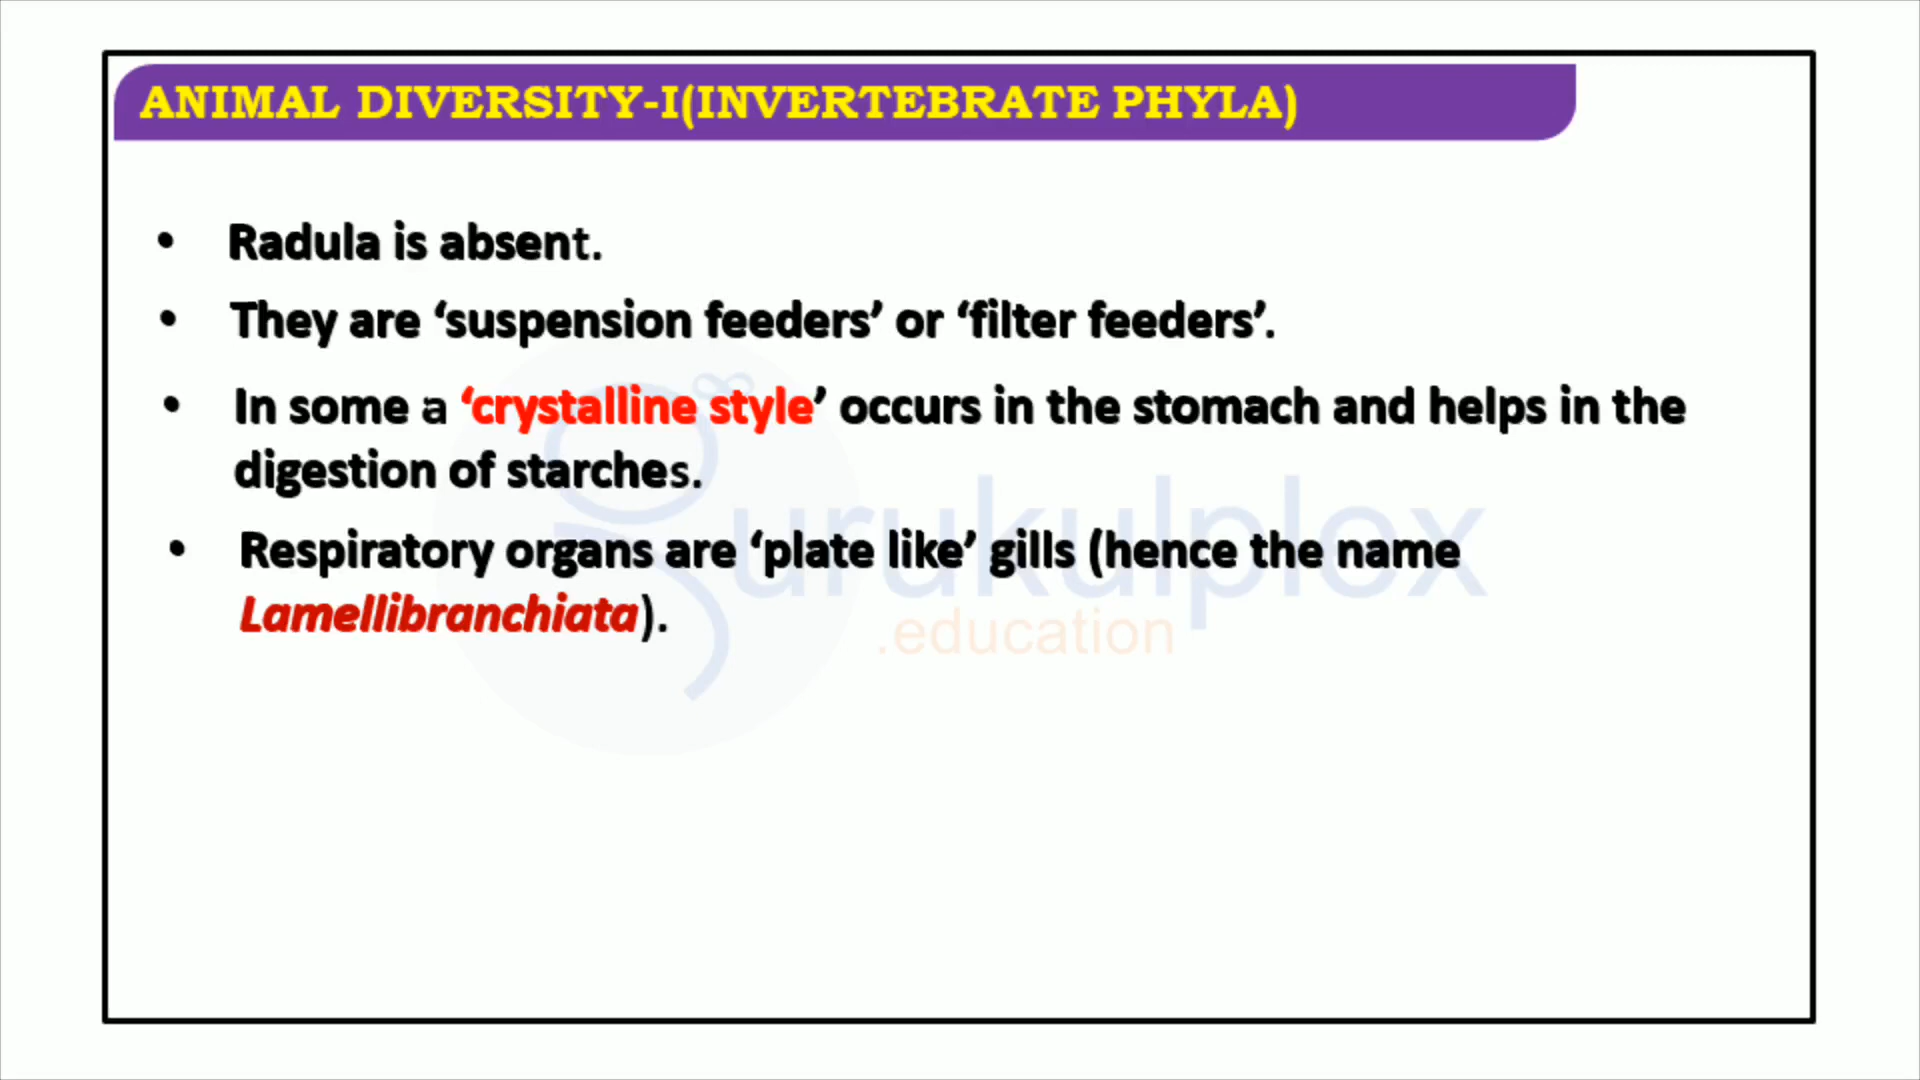 ANIMAL DIVERSITY-I(INVERTEBRATE PHYLA)
• Radula is absent.
• They are ‘suspension feeders’ or ‘filter feeders’.
• In some a ‘crystalline style’ occurs in the stomach and helps in the
digestion of starches.
• Respiratory organs are ‘plate like’ gills (hence the name
Lamellibranchiata).
gurukulplex
.education